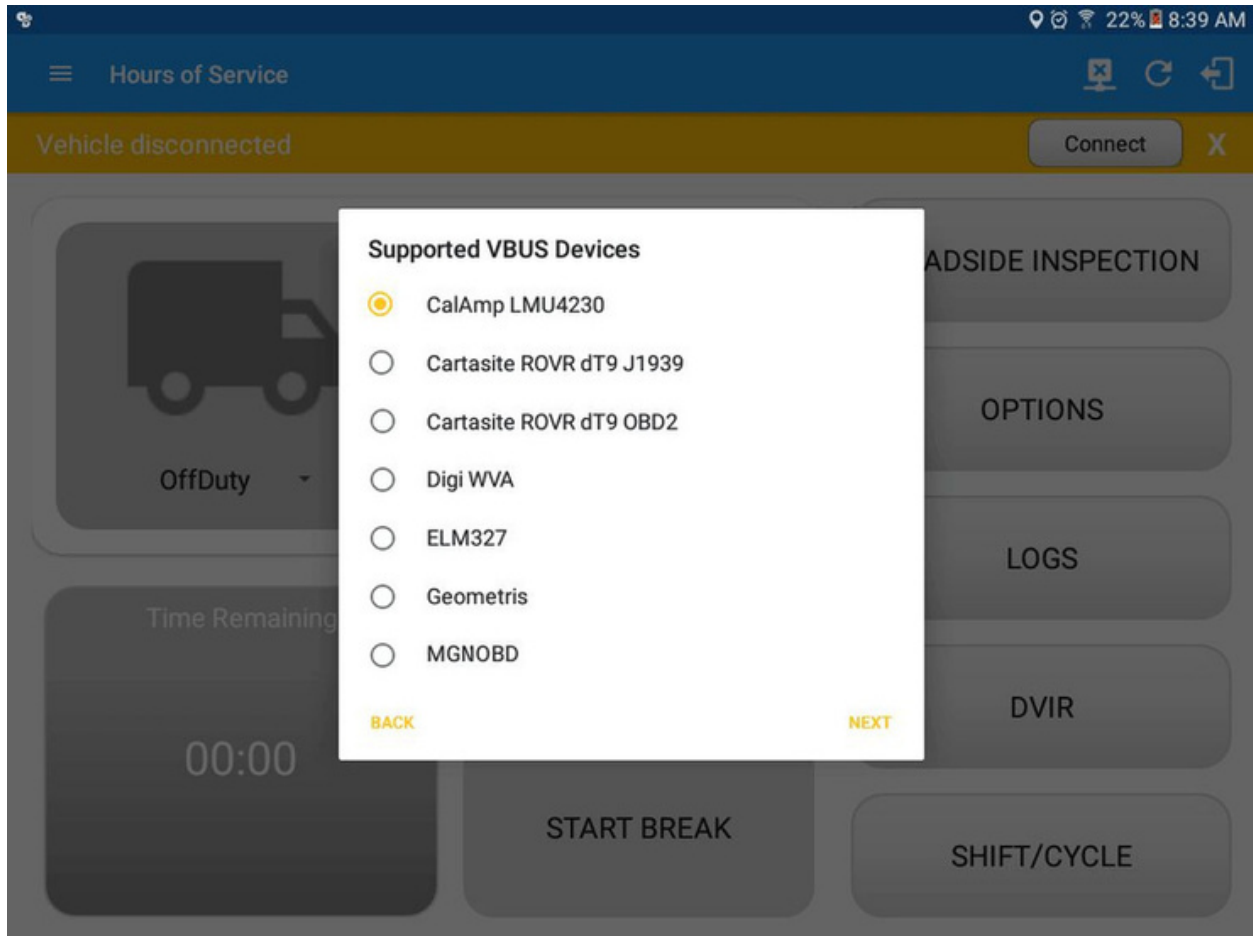 22% 8:39 AM
Hours of Service
Vehicle disconnected
Connect
X
Supported VBUS Devices
CalAmp LMU4230
Cartasite ROVR dT9 J1939
Cartasite ROVR dT9 OBD2
Digi WVA
ELM327
Geometris
MGNOBD
BACK
NEXT
OffDuty
Time Remaining
00:00
START BREAK
ADSIDE INSPECTION
OPTIONS
LOGS
DVIR
SHIFT/CYCLE